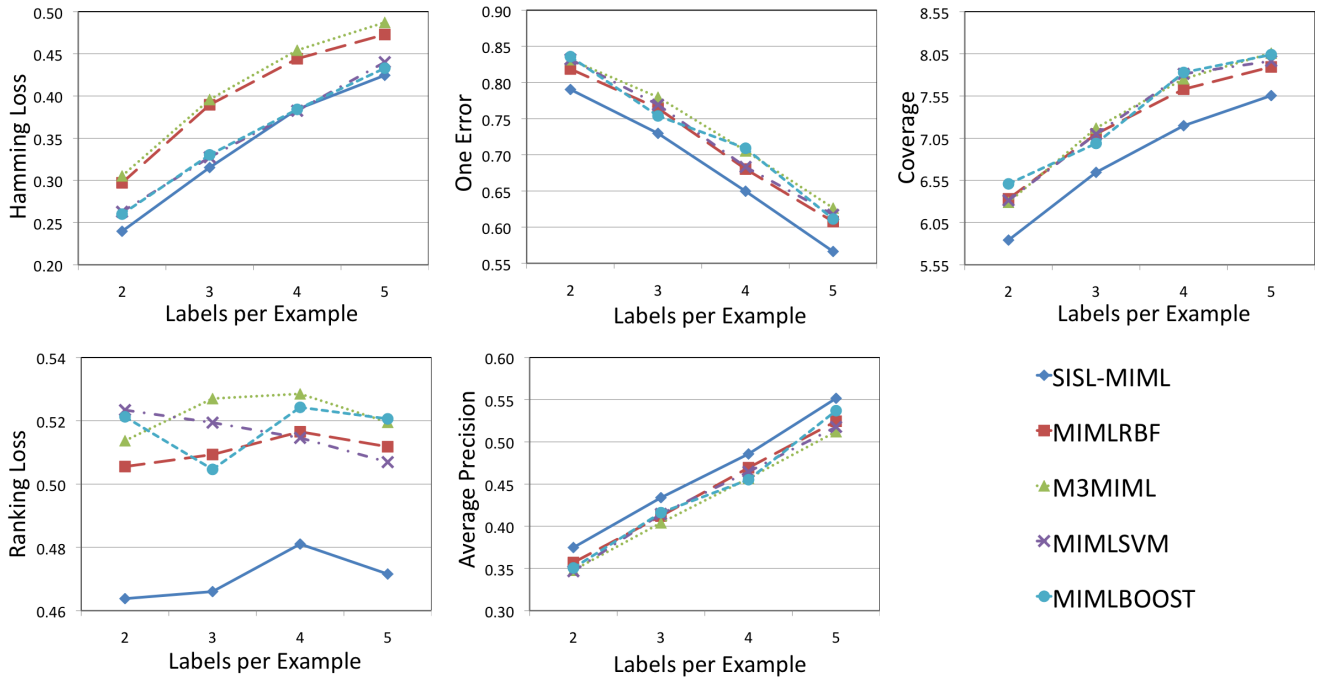 Hamming Loss
0.50
0.45
0.40
0.35
0.30
0.25
0.20
2 3 4 5
Labels per Example
One Error
0.90
0.85
0.80
0.75
0.70
0.65
0.60
0.55
2 3 4 5
Labels per Example
Coverage
8.55
8.05
7.55
7.05
6.55
6.05
5.55
2 3 4 5
Labels per Example
Ranking Loss
0.54
0.52
0.50
0.48
0.46
2 3 4 5
Labels per Example
Average Precision
0.60
0.55
0.50
0.45
0.40
0.35
0.30
2 3 4 5
Labels per Example
SISL-MIML
MIMLRBF
M3MIML
MIMLSVM
MIMLBOOST